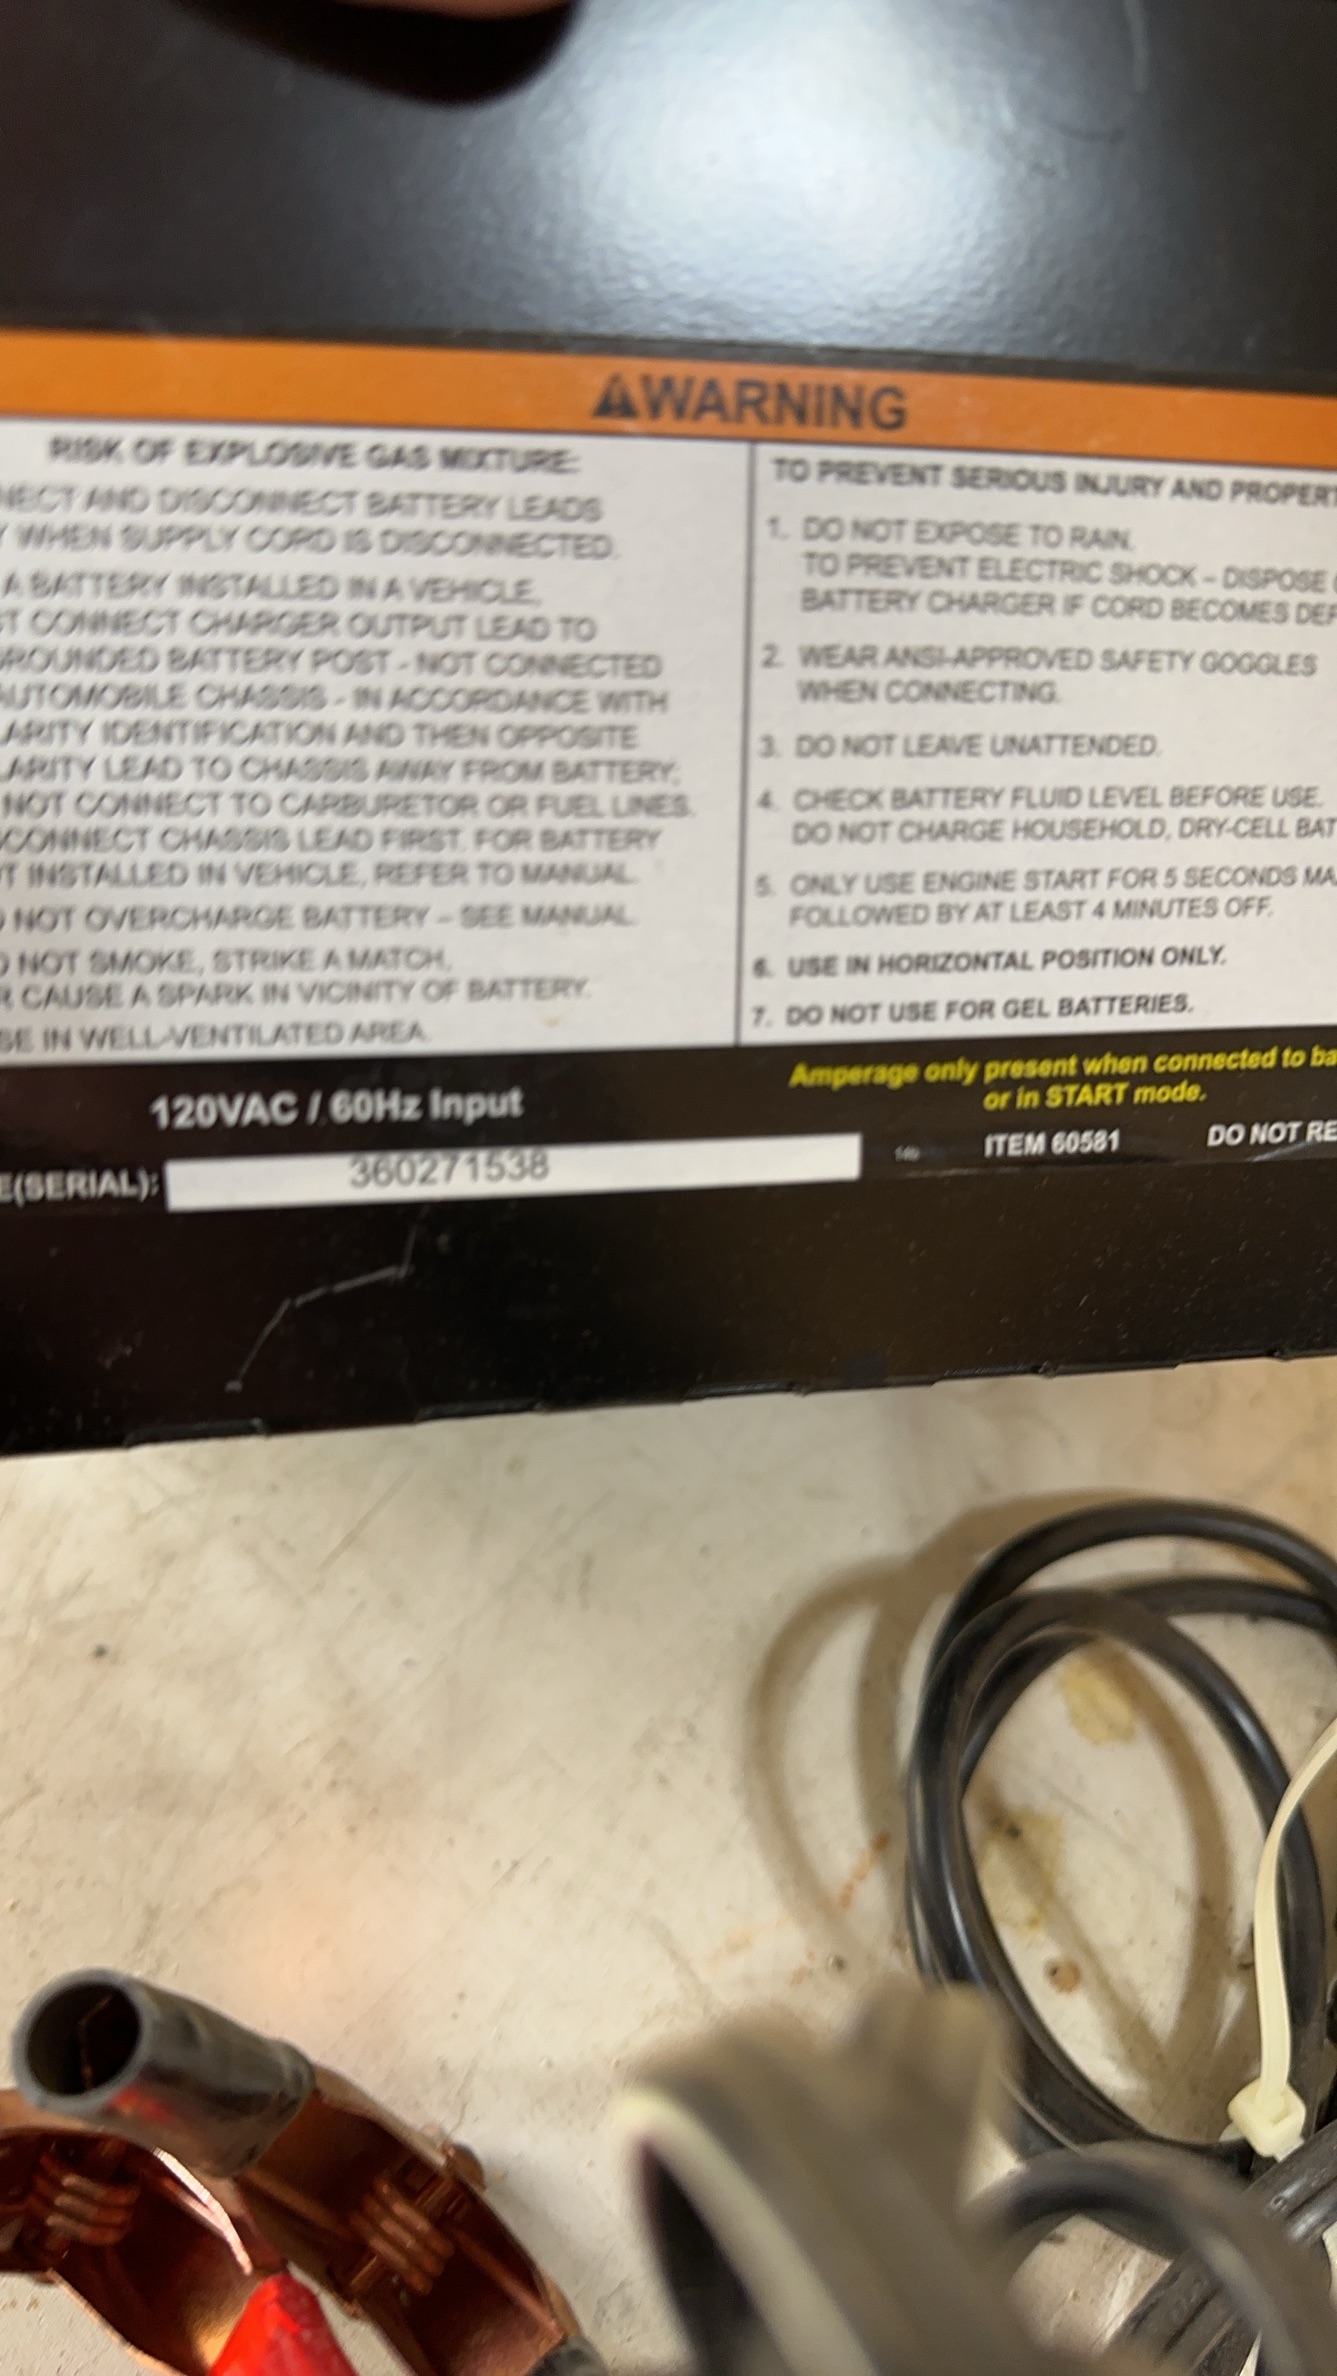 WARNING
RISK OF EXPLOSIVE GAS MIXTURE:
NECT AND DISCONNECT BATTERY LEADS
Y WHEN SUPPLY CORD IS DISCONNECTED.
A BATTERY INSTALLED IN A VEHICLE,
T CONNECT CHARGER OUTPUT LEAD TO
ROUNDED BATTERY POST - NOT CONNECTED
AUTOMOBILE CHASSIS - IN ACCORDANCE WITH
ARITY IDENTIFICATION AND THEN OPPOSITE
LARITY LEAD TO CHASSIS AWAY FROM BATTERY;
NOT CONNECT TO CARBURETOR OR FUEL LINES.
CONNECT CHASSIS LEAD FIRST. FOR BATTERY
T INSTALLED IN VEHICLE, REFER TO MANUAL.
O NOT OVERCHARGE BATTERY – SEE MANUAL.
O NOT SMOKE, STRIKE A MATCH,
R CAUSE A SPARK IN VICINITY OF BATTERY.
SE IN WELL-VENTILATED AREA.
TO PREVENT SERIOUS INJURY AND PROPERT
1. DO NOT EXPOSE TO RAIN.
TO PREVENT ELECTRIC SHOCK – DISPOSE
BATTERY CHARGER IF CORD BECOMES DEF
2. WEAR ANSI-APPROVED SAFETY GOGGLES
WHEN CONNECTING.
3. DO NOT LEAVE UNATTENDED.
4. CHECK BATTERY FLUID LEVEL BEFORE USE.
DO NOT CHARGE HOUSEHOLD, DRY-CELL BAT
5. ONLY USE ENGINE START FOR 5 SECONDS MA
FOLLOWED BY AT LEAST 4 MINUTES OFF.
6. USE IN HORIZONTAL POSITION ONLY.
7. DO NOT USE FOR GEL BATTERIES.
120VAC / 60Hz Input
Amperage only present when connected to ba
or in START mode.
E(SERIAL): 360271538
ITEM 60581
DO NOT RE